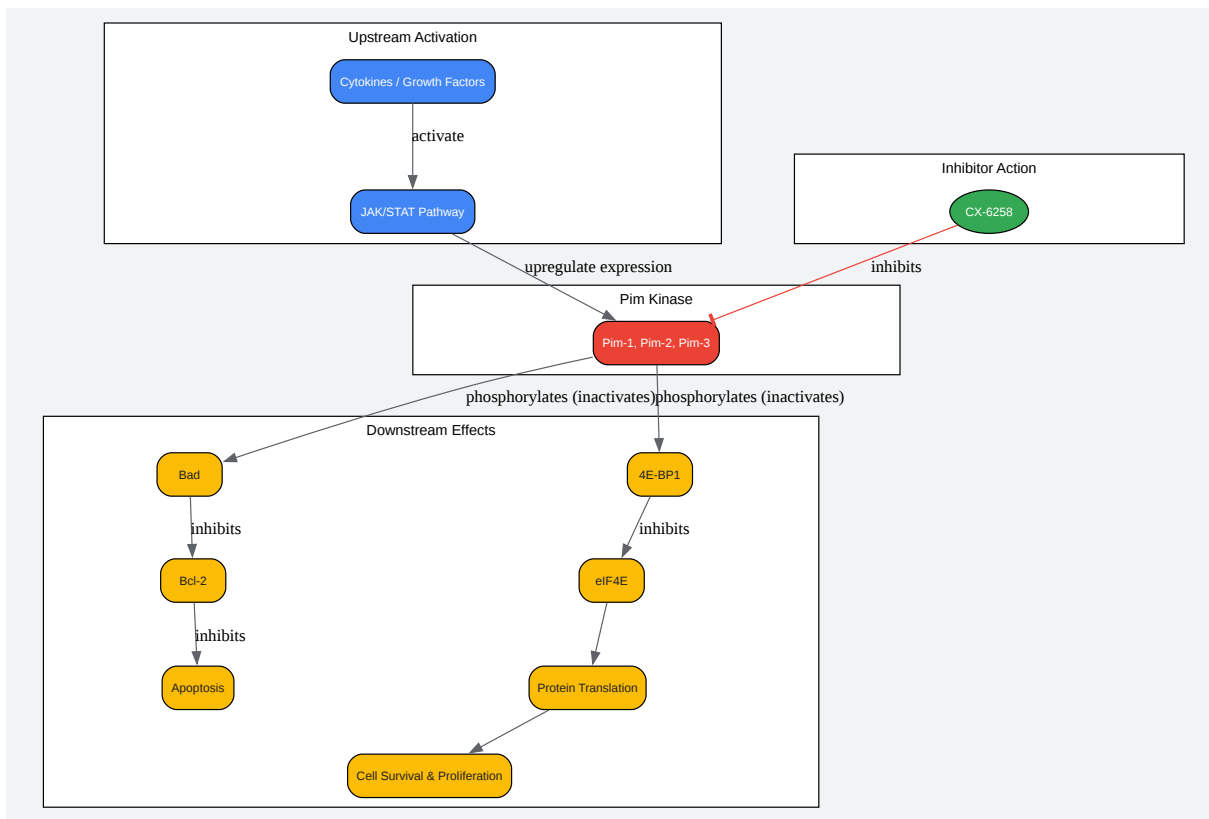 Upstream Activation
Cytokines / Growth Factors
activate
Inhibitor Action
JAK/STAT Pathway
CX-6258
upregulate expression
inhibits
Pim Kinase
Pim-1, Pim-2, Pim-3
phosphorylates (inactivates)
phosphorylates (inactivates)
Downstream Effects
Bad
4E-BP1
inhibits
inhibits
Bcl-2
eIF4E
inhibits
Apoptosis
Protein Translation
Cell Survival & Proliferation